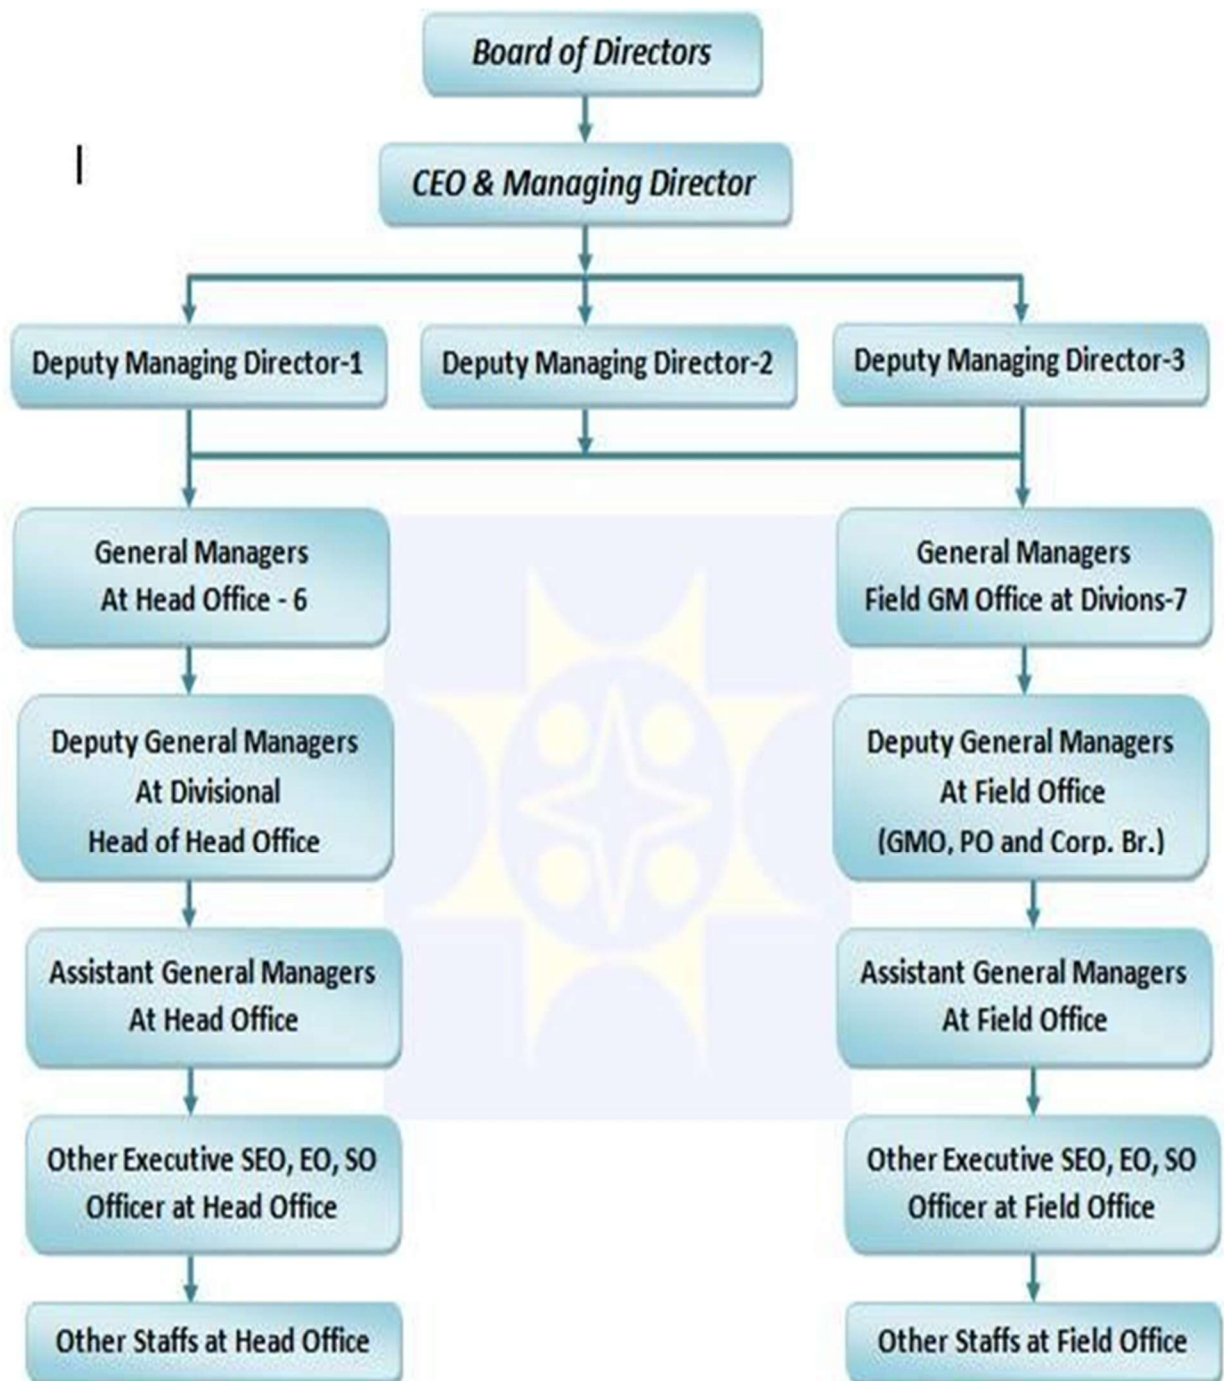 Board of Directors
CEO & Managing Director
Deputy Managing Director-1
Deputy Managing Director-2
Deputy Managing Director-3
General Managers
At Head Office - 6
General Managers
Field GM Office at Divions-7
Deputy General Managers
At Divisional
Head of Head Office
Deputy General Managers
At Field Office
(GMO, PO and Corp. Br.)
Assistant General Managers
At Head Office
Assistant General Managers
At Field Office
Other Executive SEO, EO, SO
Officer at Head Office
Other Executive SEO, EO, SO
Officer at Field Office
Other Staffs at Head Office
Other Staffs at Field Office